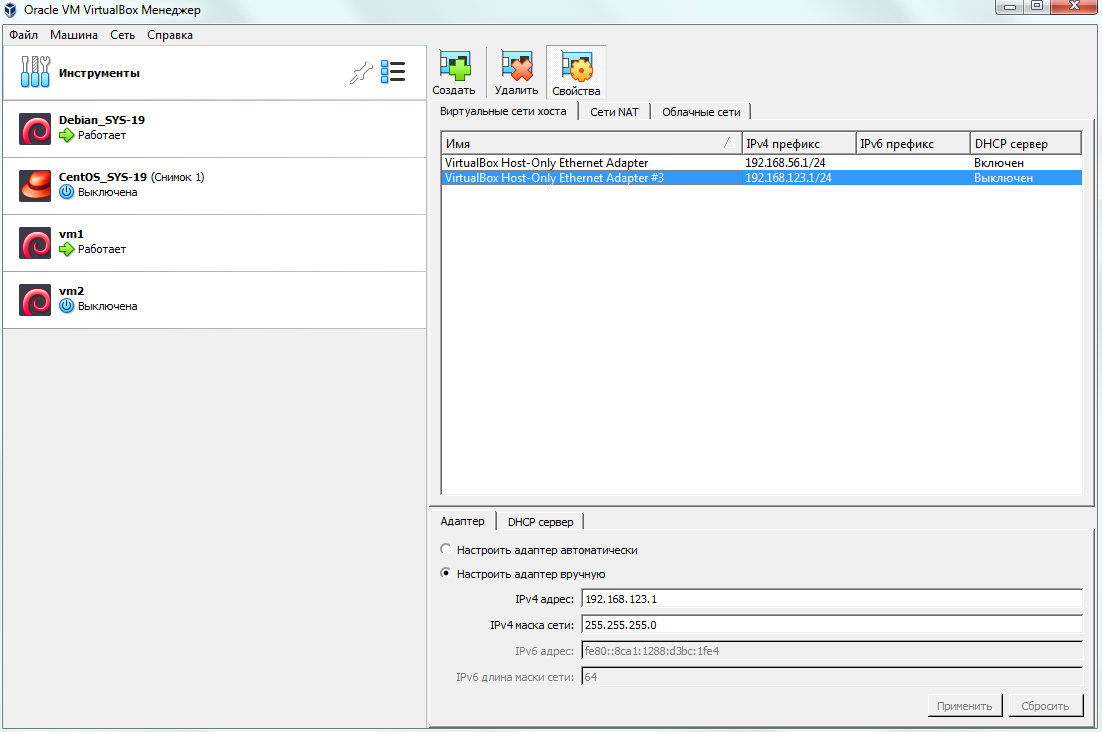 Oracle VM VirtualBox Менеджер
Файл Машина Сеть Справка
Инструменты
Debian_SYS-19
Работает
CentOS_SYS-19 (Снимок 1)
Выключена
vm1
Работает
vm2
Выключена
Создать Удалить Свойства
Виртуальные сети хоста Сети NAT Облачные сети
Имя IPv4 префикс IPv6 префикс DHCP сервер
VirtualBox Host-Only Ethernet Adapter 192.168.56.1/24 Включен
VirtualBox Host-Only Ethernet Adapter #3 192.168.123.1/24 Выключен
Адаптер DHCP сервер
Настроить адаптер автоматически
Настроить адаптер вручную
IPv4 адрес: 192.168.123.1
IPv4 маска сети: 255.255.255.0
IPv6 адрес: fe80::8ca1:1288:d3bc:1fe4
IPv6 длина маски сети: 64
Применить Сбросить